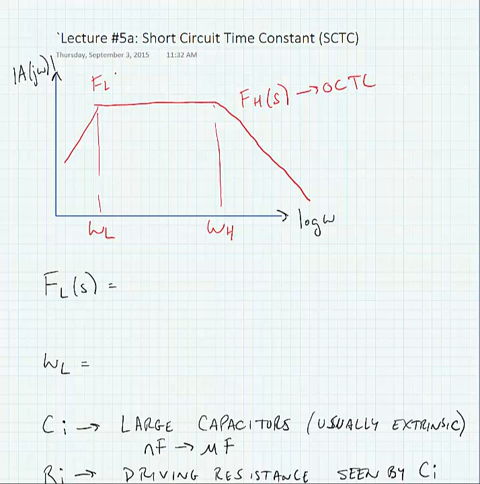 `Lecture #5a: Short Circuit Time Constant (SCTC)
Thursday, September 3, 2015 11:32 AM
|A(jω)|
FL
FH(s) → OCTC
ωL ωH log ω
FL(s) =
ωL =
Ci → LARGE CAPACITORS (USUALLY EXTRINSIC)
nF → μF
Ri → DRIVING RESISTANCE SEEN BY Ci